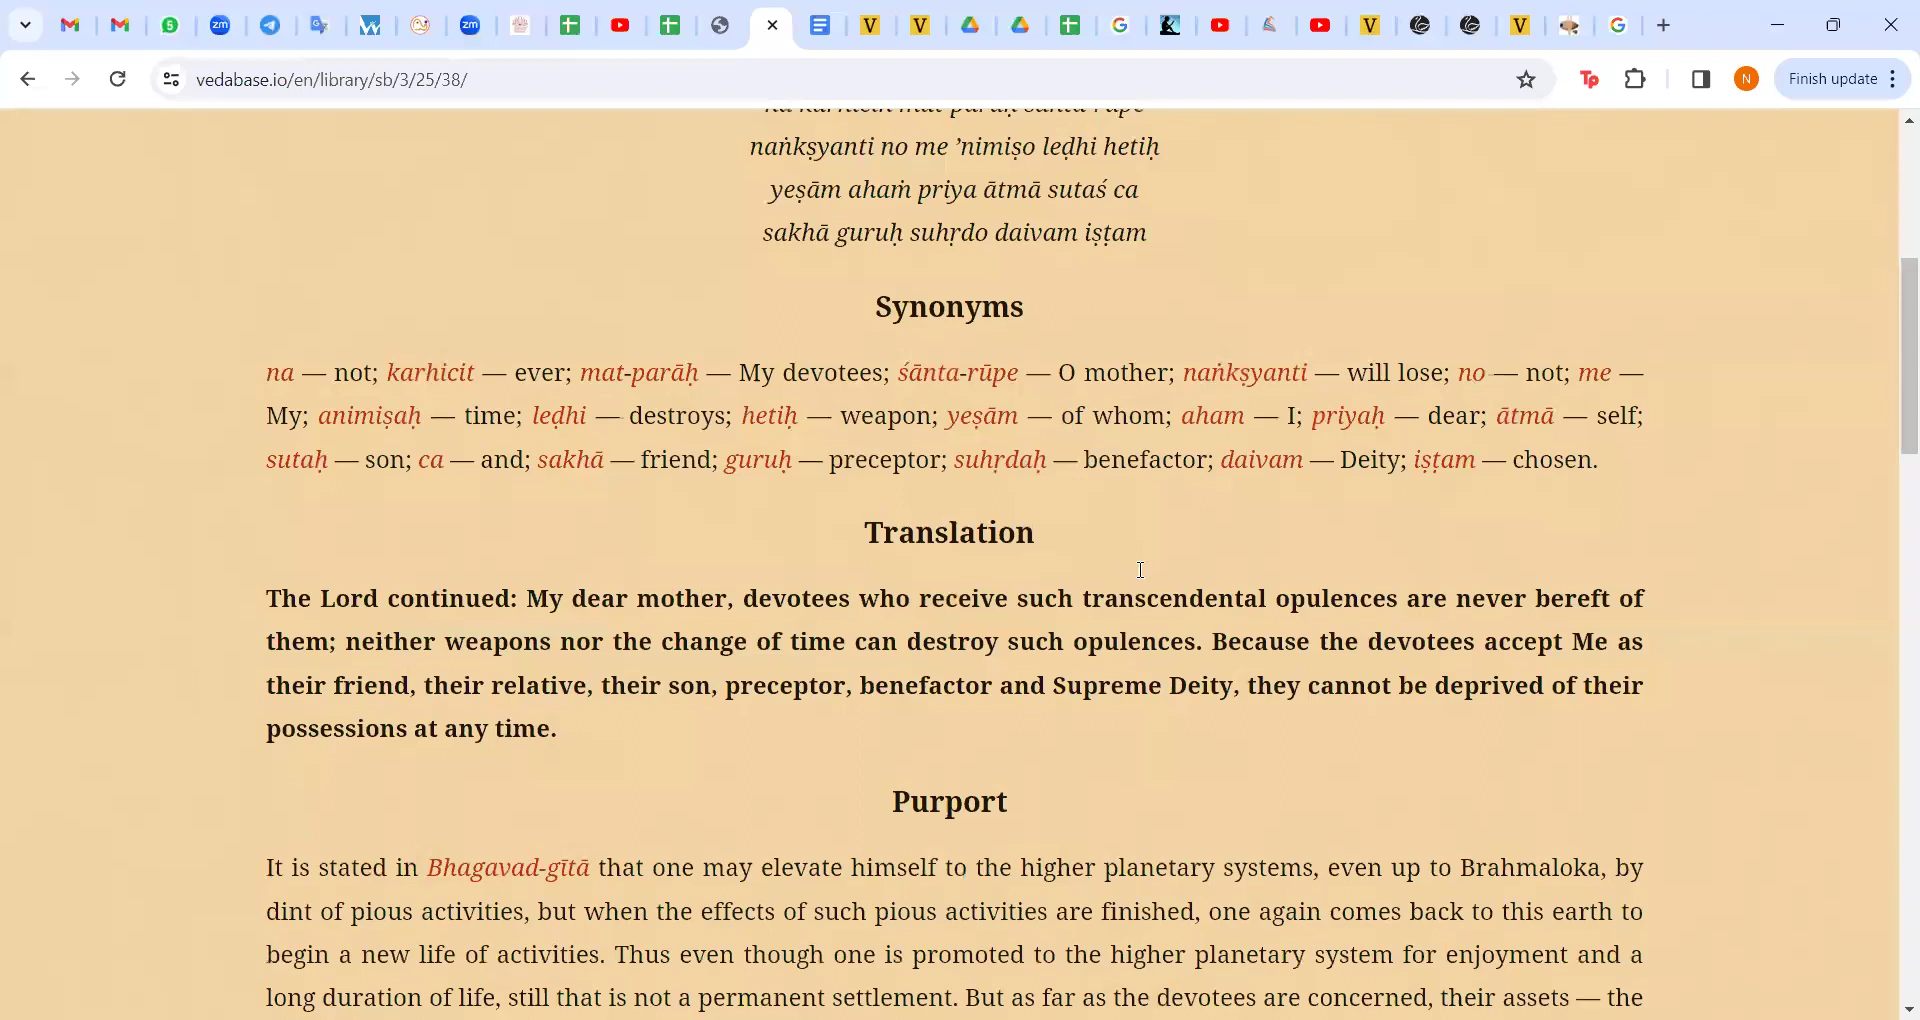 vedabase.io/en/library/sb/3/25/38/
Finish update
na karhicin mat-parāḥ śānta-rūpe
naṅkṣyanti no me ’nimiṣo leḍhi hetiḥ
yeṣām ahaṁ priya ātmā sutaś ca
sakhā guruḥ suhṛdo daivam iṣṭam
Synonyms
na — not; karhicit — ever; mat-parāḥ — My devotees; śānta-rūpe — O mother; naṅkṣyanti — will lose; no — not; me —
My; animiṣaḥ — time; leḍhi — destroys; hetiḥ — weapon; yeṣām — of whom; aham — I; priyaḥ — dear; ātmā — self;
sutaḥ — son; ca — and; sakhā — friend; guruḥ — preceptor; suhṛdaḥ — benefactor; daivam — Deity; iṣṭam — chosen.
Translation
The Lord continued: My dear mother, devotees who receive such transcendental opulences are never bereft of
them; neither weapons nor the change of time can destroy such opulences. Because the devotees accept Me as
their friend, their relative, their son, preceptor, benefactor and Supreme Deity, they cannot be deprived of their
possessions at any time.
Purport
It is stated in Bhagavad-gītā that one may elevate himself to the higher planetary systems, even up to Brahmaloka, by
dint of pious activities, but when the effects of such pious activities are finished, one again comes back to this earth to
begin a new life of activities. Thus even though one is promoted to the higher planetary system for enjoyment and a
long duration of life, still that is not a permanent settlement. But as far as the devotees are concerned, their assets — the